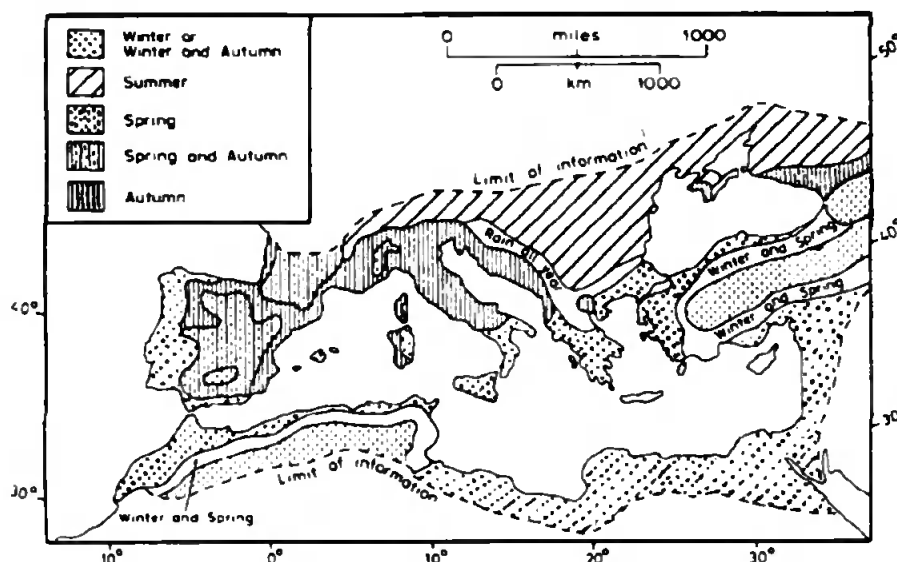 Winter or
Winter and Autumn
Summer
Spring
Spring and Autumn
Autumn
0 miles 1000
0 km 1000
50°
Limit of information
Rain all year
Winter and Spring
40°
40°
Winter and Spring
30°
Limit of information
30°
Winter and Spring
10° 0° 10° 20° 30°